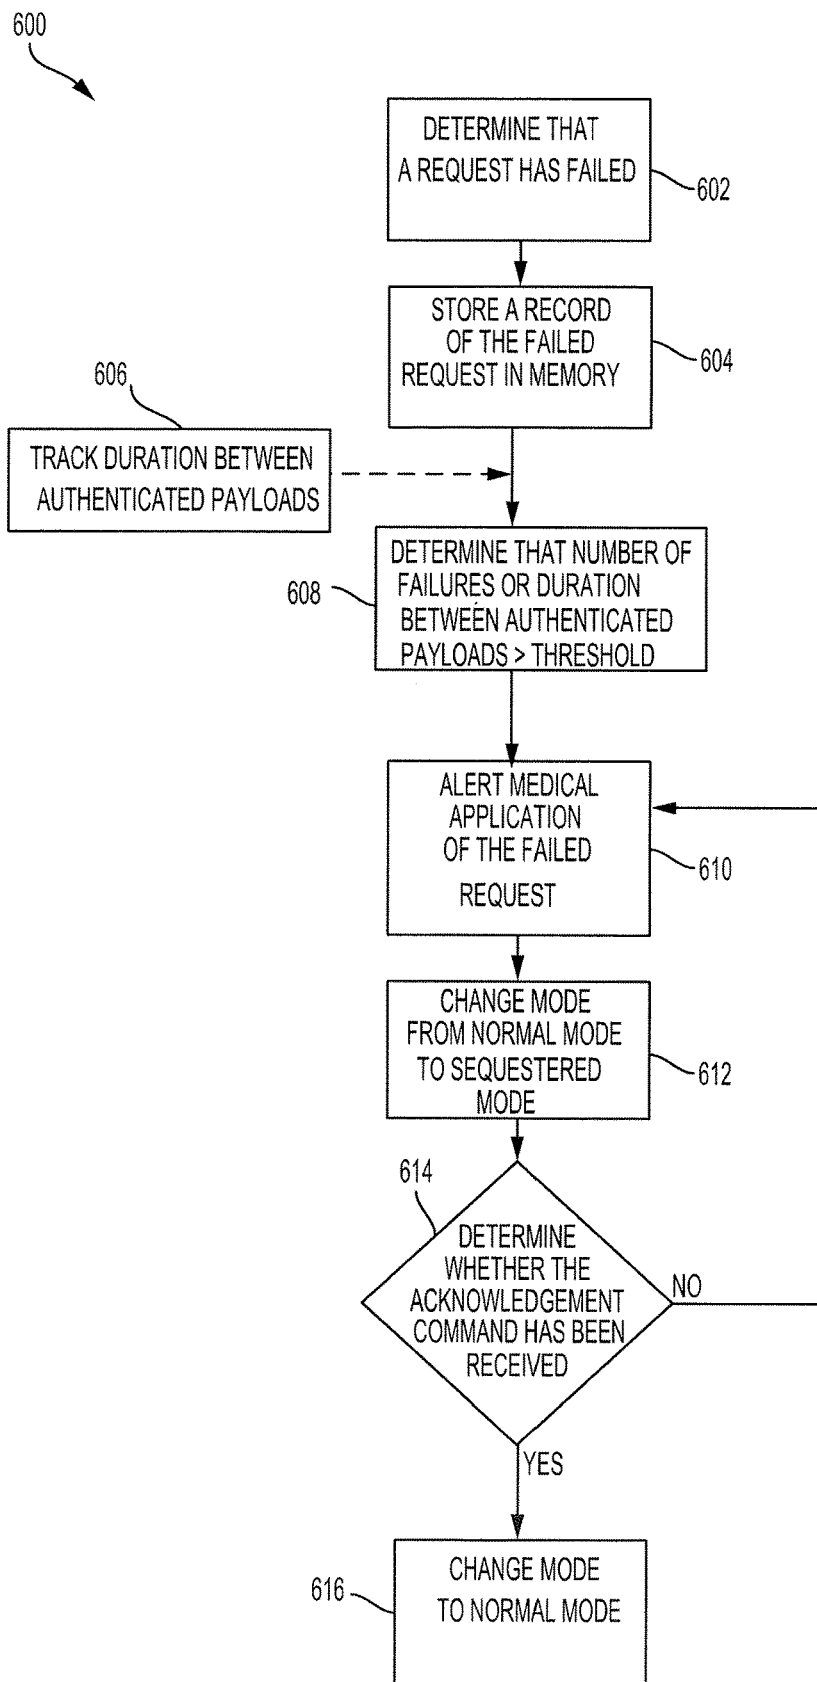 600
DETERMINE THAT
A REQUEST HAS FAILED
602
STORE A RECORD
OF THE FAILED
REQUEST IN MEMORY
604
606
TRACK DURATION BETWEEN
AUTHENTICATED PAYLOADS
DETERMINE THAT NUMBER OF
FAILURES OR DURATION
BETWEEN AUTHENTICATED
PAYLOADS > THRESHOLD
608
ALERT MEDICAL
APPLICATION
OF THE FAILED
REQUEST
610
CHANGE MODE
FROM NORMAL MODE
TO SEQUESTERED
MODE
612
614
DETERMINE
WHETHER THE
ACKNOWLEDGEMENT
COMMAND HAS BEEN
RECEIVED
NO
YES
CHANGE MODE
TO NORMAL MODE
616